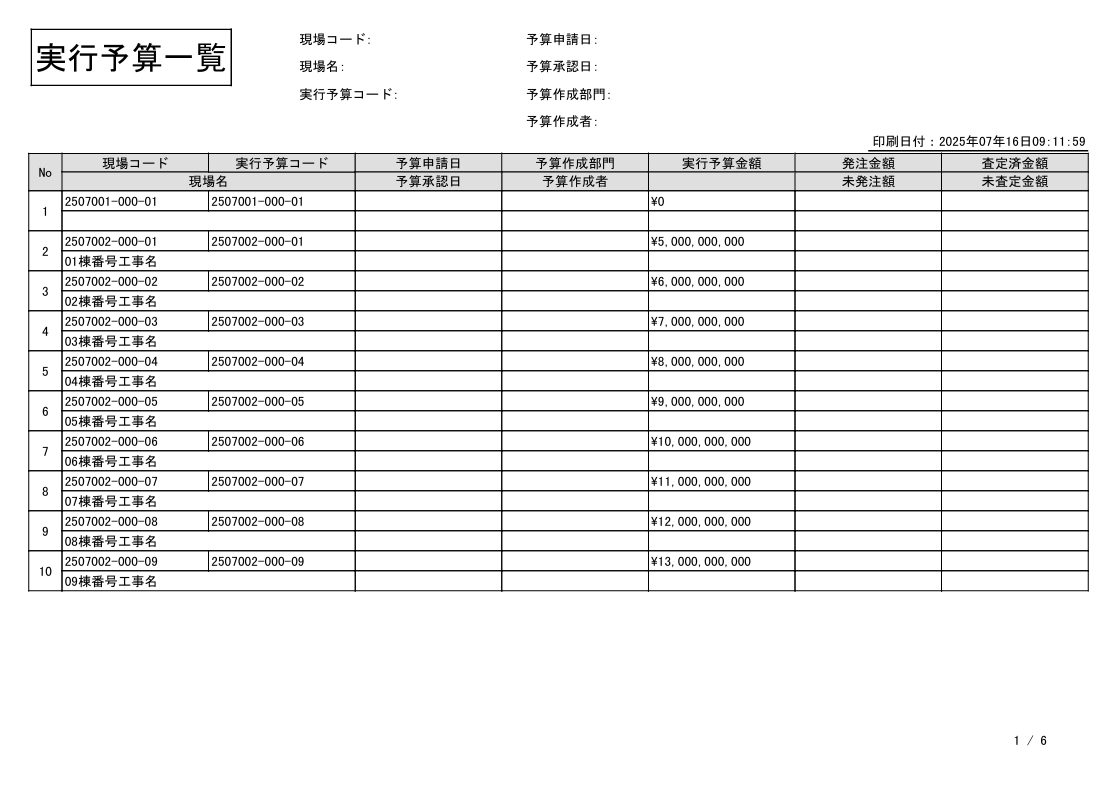 実行予算一覧
現場コード: 予算申請日:
現場名: 予算承認日:
実行予算コード: 予算作成部門:
予算作成者:
印刷日付：2025年07年16日09:11:59
No 現場コード 実行予算コード 予算申請日 予算作成部門 実行予算金額 発注金額 査定済金額
現場名 予算承認日 予算作成者 未発注額 未査定金額
1 2507001-000-01 2507001-000-01 ¥0
2 2507002-000-01 2507002-000-01 ¥5,000,000,000
01棟番号工事名
3 2507002-000-02 2507002-000-02 ¥6,000,000,000
02棟番号工事名
4 2507002-000-03 2507002-000-03 ¥7,000,000,000
03棟番号工事名
5 2507002-000-04 2507002-000-04 ¥8,000,000,000
04棟番号工事名
6 2507002-000-05 2507002-000-05 ¥9,000,000,000
05棟番号工事名
7 2507002-000-06 2507002-000-06 ¥10,000,000,000
06棟番号工事名
8 2507002-000-07 2507002-000-07 ¥11,000,000,000
07棟番号工事名
9 2507002-000-08 2507002-000-08 ¥12,000,000,000
08棟番号工事名
10 2507002-000-09 2507002-000-09 ¥13,000,000,000
09棟番号工事名
1 / 6